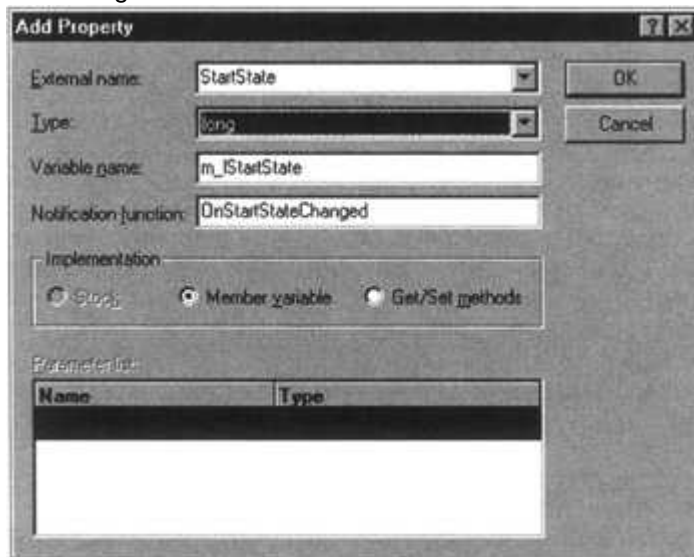 Add Property
External name: StartState OK
Type: long Cancel
Variable name: m_lStartState
Notification function: OnStartStateChanged
Implementation
Stock Member variable Get/Set methods
Parameter list:
Name Type